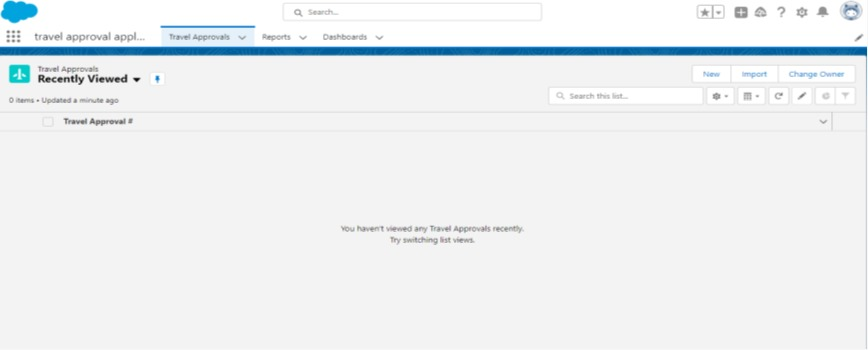 Search...
travel approval appl... Travel Approvals Reports Dashboards
Travel Approvals
Recently Viewed
New Import Change Owner
0 items • Updated a minute ago
Search this list...
Travel Approval #
You haven't viewed any Travel Approvals recently.
Try switching list views.